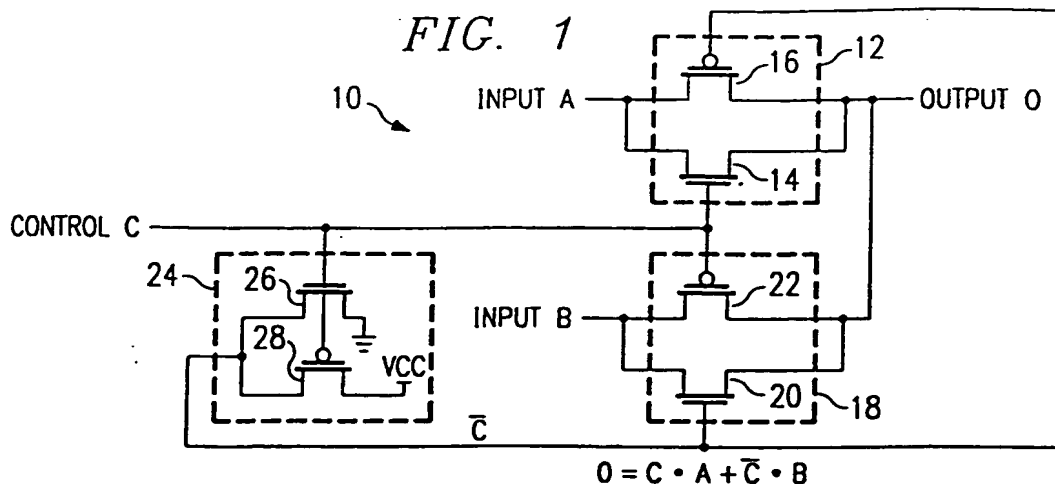 FIG. 1
12
16
INPUT A
OUTPUT O
10
14
CONTROL C
24
26
22
INPUT B
28
VCC
20
18
C̅
O = C • A + C̅ • B